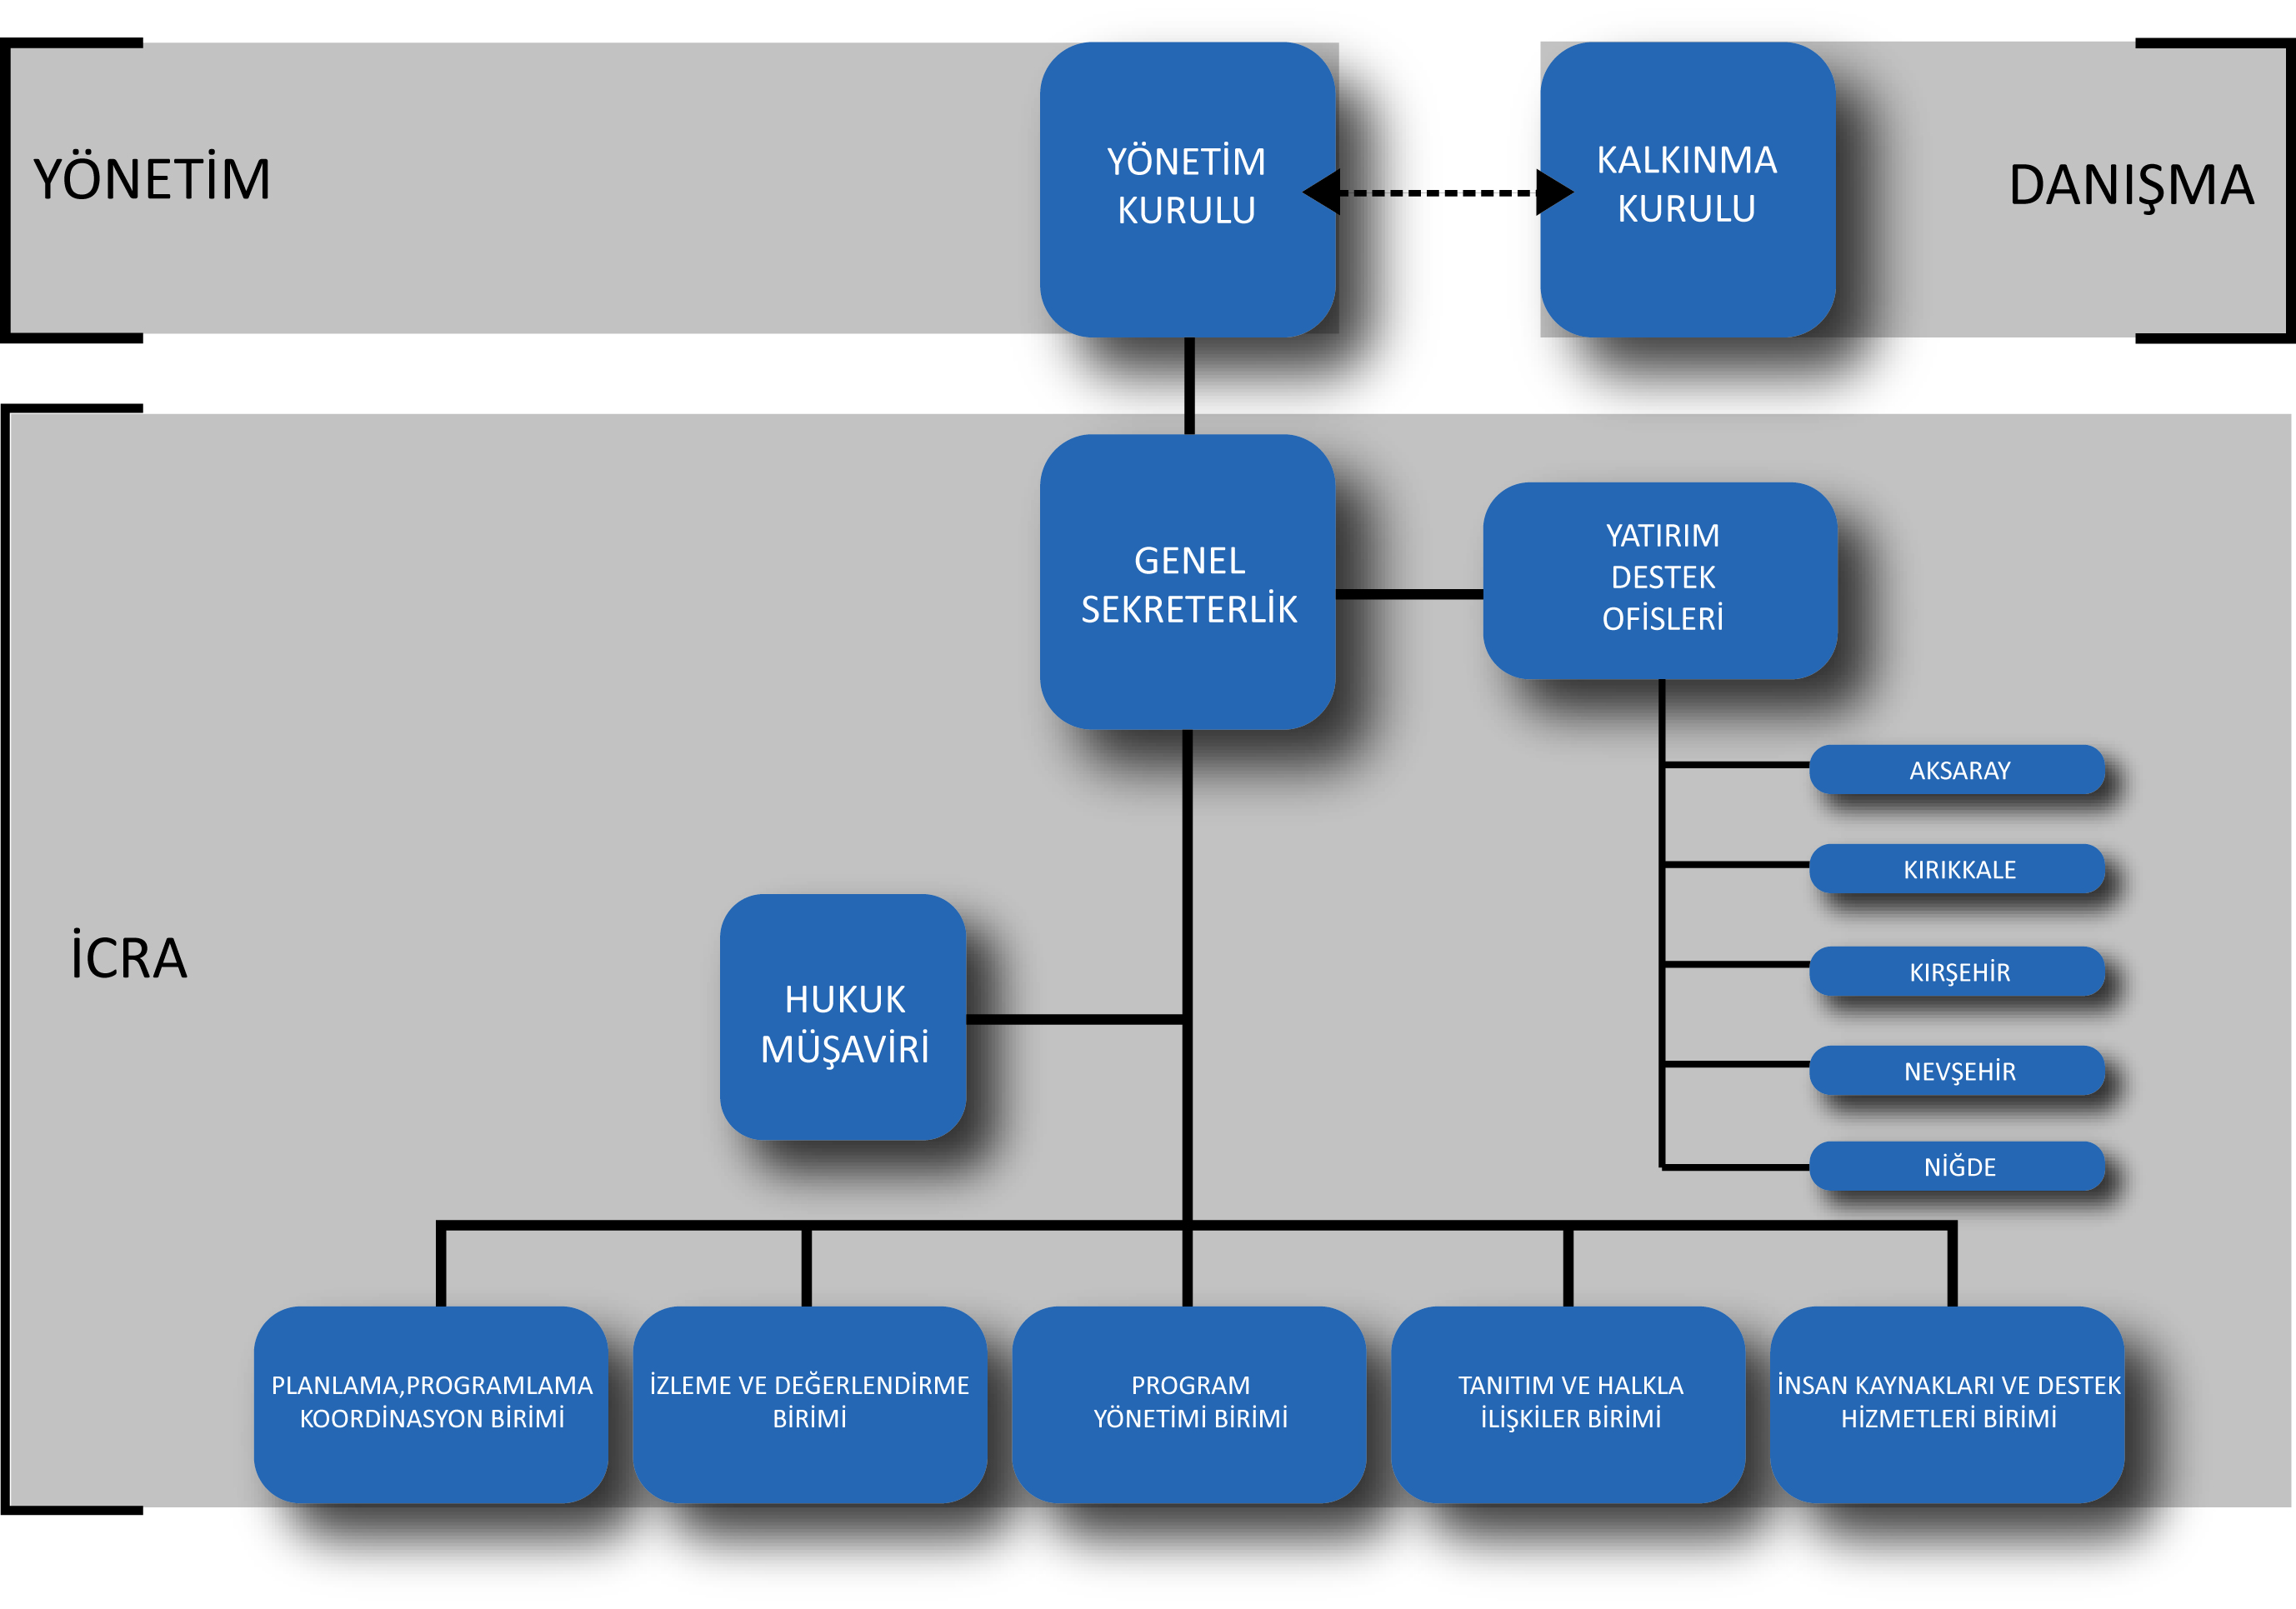 YÖNETİM
YÖNETİM
KURULU
KALKINMA
KURULU
DANIŞMA
GENEL
SEKRETERLİK
YATIRIM
DESTEK
OFİSLERİ
AKSARAY
KIRIKKALE
KIRŞEHİR
NEVŞEHİR
NİĞDE
İCRA
HUKUK
MÜŞAVİRİ
PLANLAMA,PROGRAMLAMA
KOORDİNASYON BİRİMİ
İZLEME VE DEĞERLENDİRME
BİRİMİ
PROGRAM
YÖNETİMİ BİRİMİ
TANITIM VE HALKLA
İLİŞKİLER BİRİMİ
İNSAN KAYNAKLARI VE DESTEK
HİZMETLERİ BİRİMİ